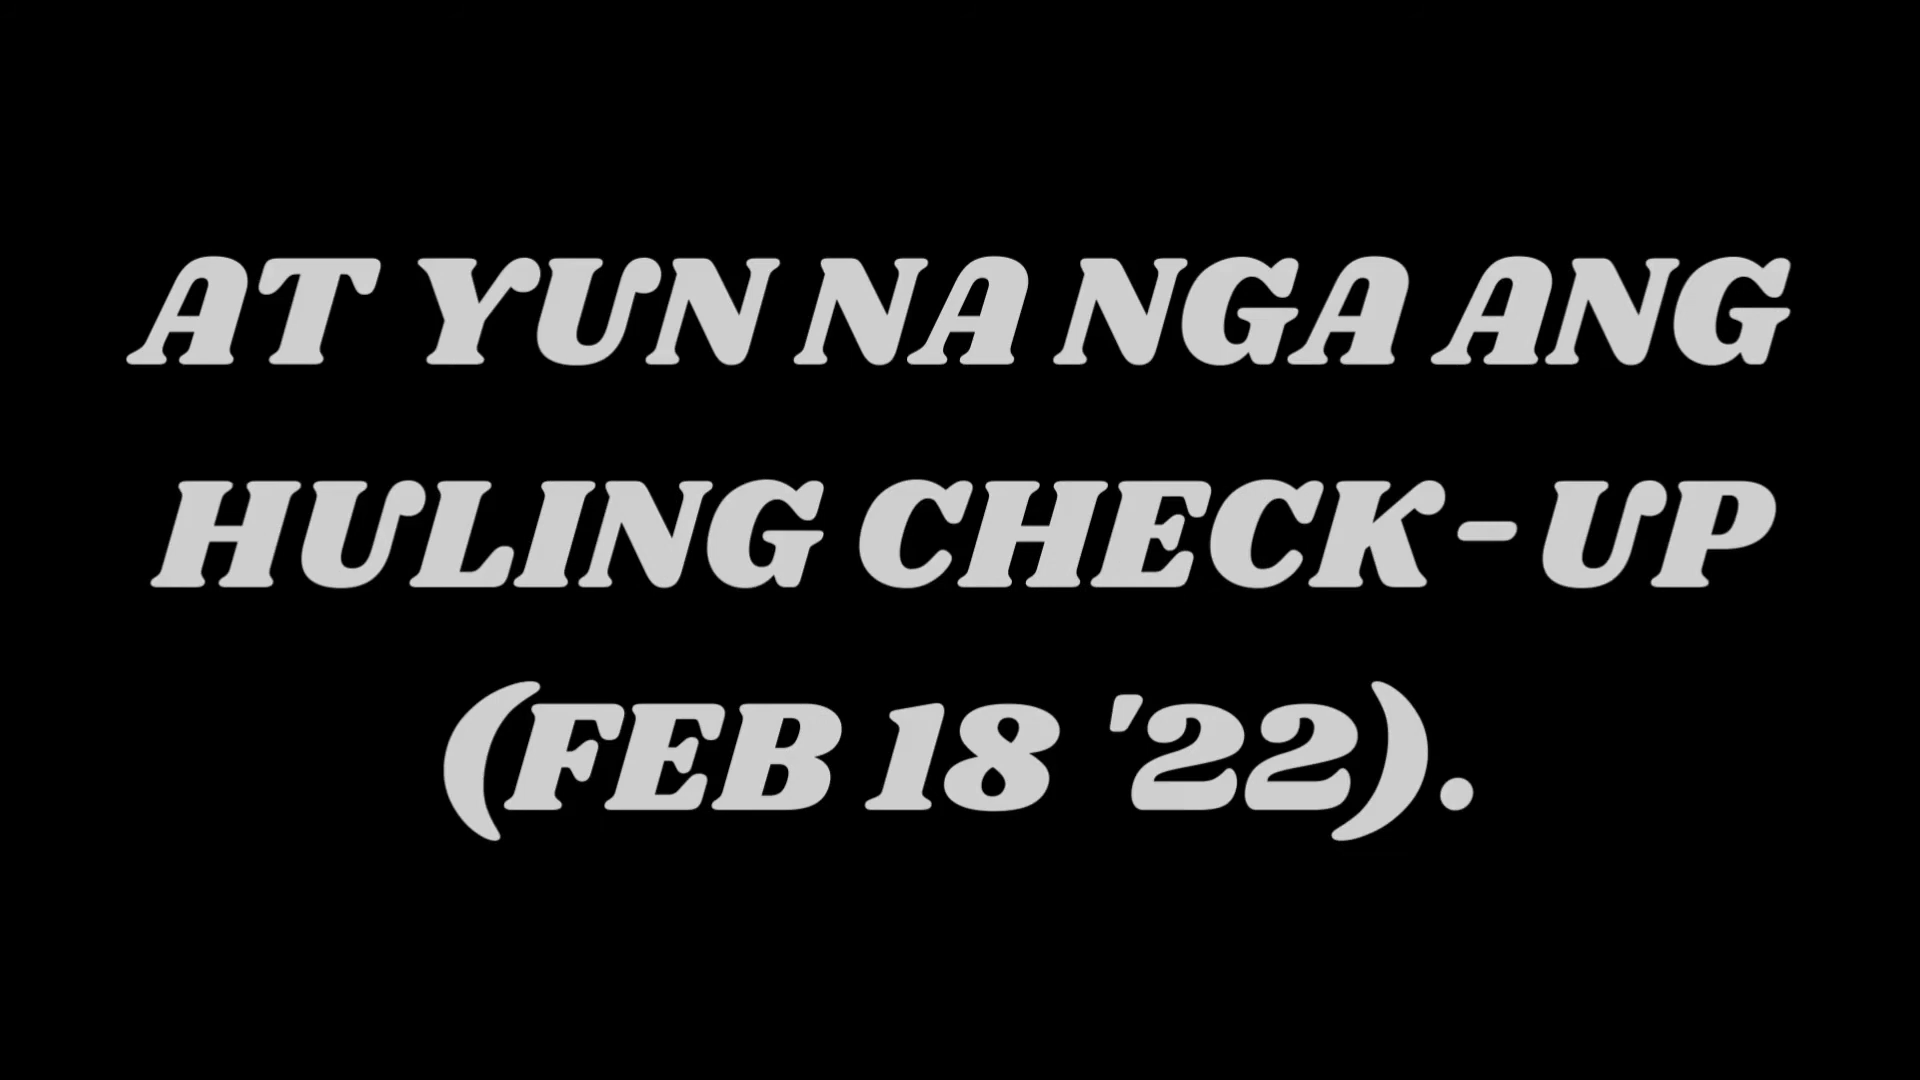 AT YUN NA NGA ANG
HULING CHECK-UP
(FEB 18 '22).